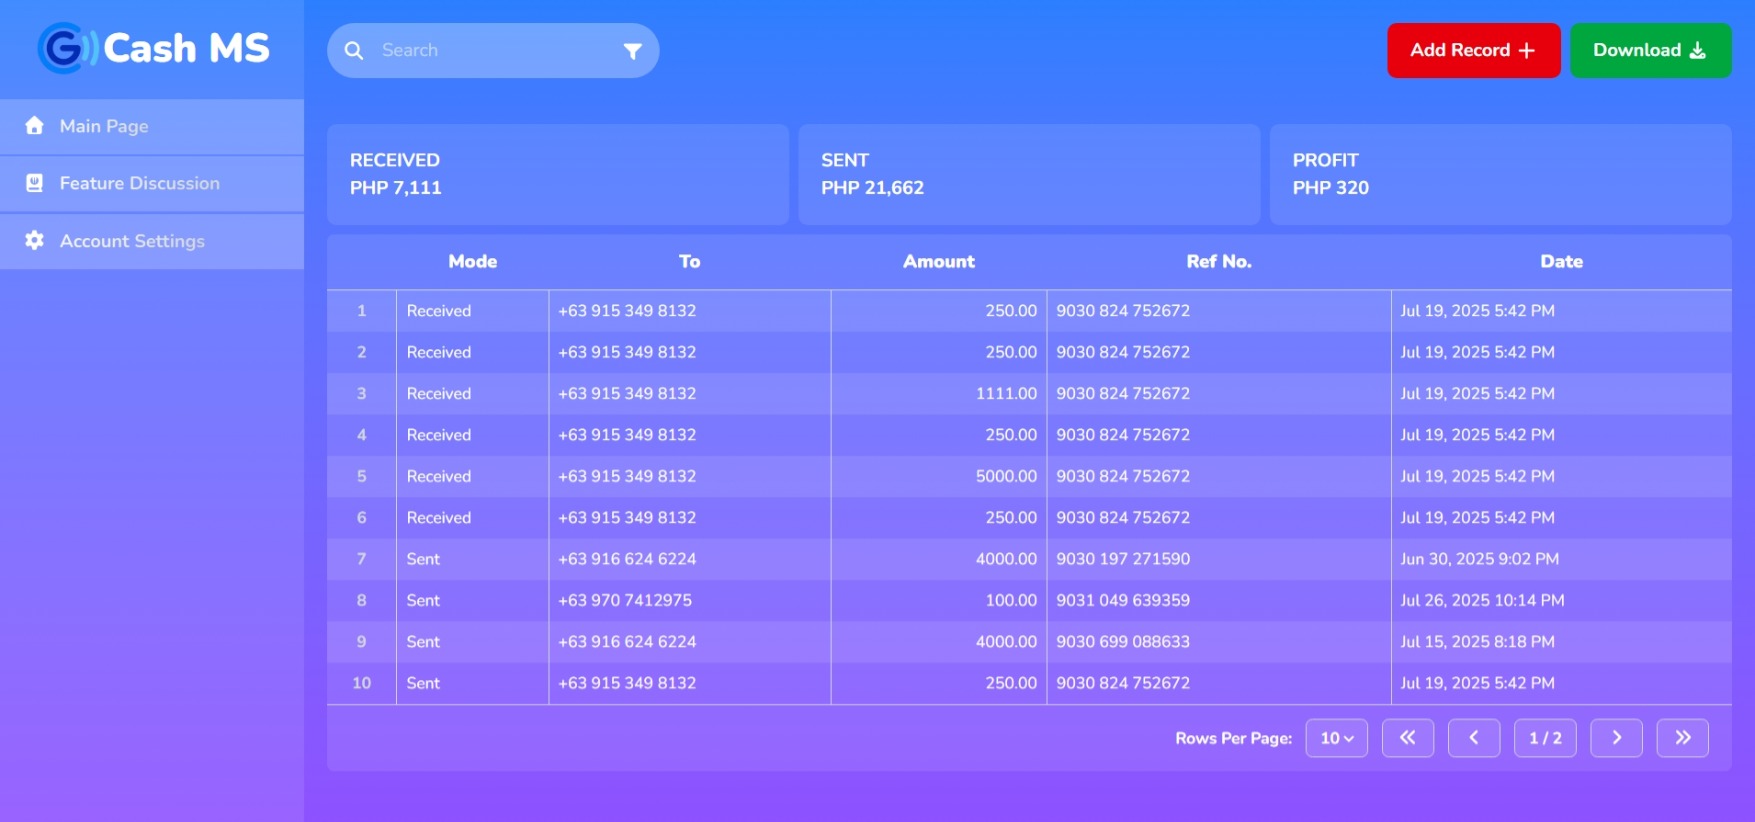 G Cash MS
Main Page
Feature Discussion
Account Settings
Search
Add Record +
Download
RECEIVED
PHP 7,111
SENT
PHP 21,662
PROFIT
PHP 320
Mode To Amount Ref No. Date
1 Received +63 915 349 8132 250.00 9030 824 752672 Jul 19, 2025 5:42 PM
2 Received +63 915 349 8132 250.00 9030 824 752672 Jul 19, 2025 5:42 PM
3 Received +63 915 349 8132 1111.00 9030 824 752672 Jul 19, 2025 5:42 PM
4 Received +63 915 349 8132 250.00 9030 824 752672 Jul 19, 2025 5:42 PM
5 Received +63 915 349 8132 5000.00 9030 824 752672 Jul 19, 2025 5:42 PM
6 Received +63 915 349 8132 250.00 9030 824 752672 Jul 19, 2025 5:42 PM
7 Sent +63 916 624 6224 4000.00 9030 197 271590 Jun 30, 2025 9:02 PM
8 Sent +63 970 7412975 100.00 9031 049 639359 Jul 26, 2025 10:14 PM
9 Sent +63 916 624 6224 4000.00 9030 699 088633 Jul 15, 2025 8:18 PM
10 Sent +63 915 349 8132 250.00 9030 824 752672 Jul 19, 2025 5:42 PM
Rows Per Page: 10 « ‹ 1 / 2 › »